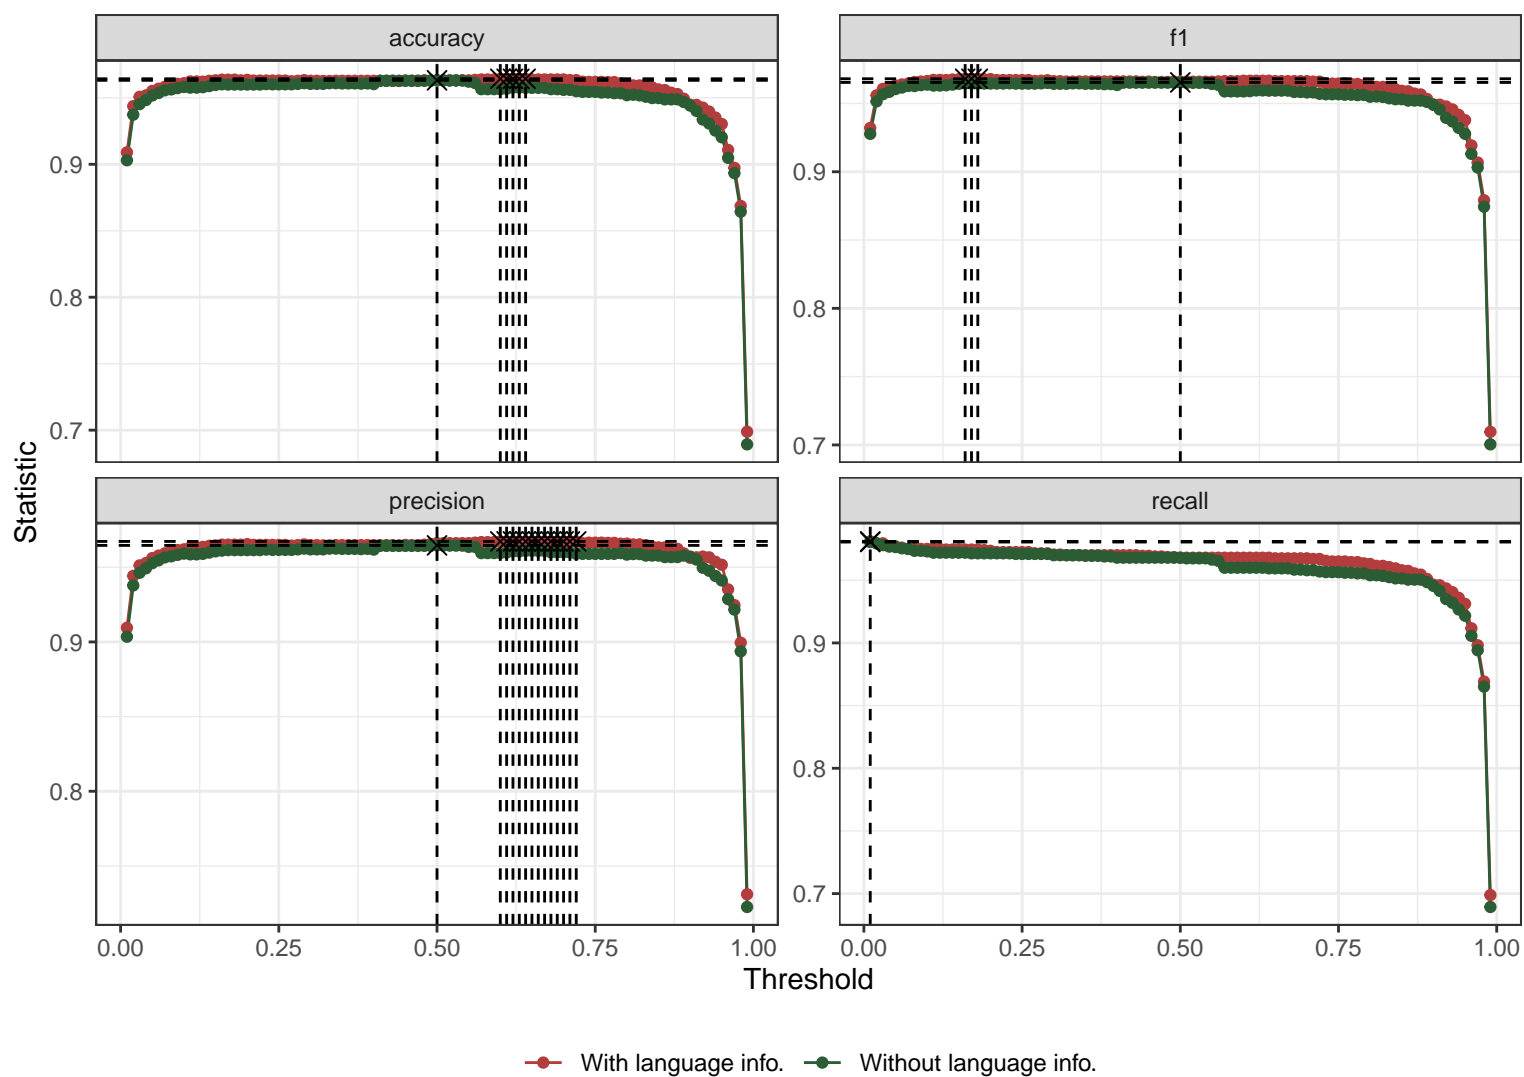 accuracy
f1
0.9
0.8
0.7
0.9
0.8
0.7
precision
recall
0.9
0.8
0.9
0.8
0.7
0.00 0.25 0.50 0.75 1.00
0.00 0.25 0.50 0.75 1.00
Statistic
Threshold
With language info. Without language info.